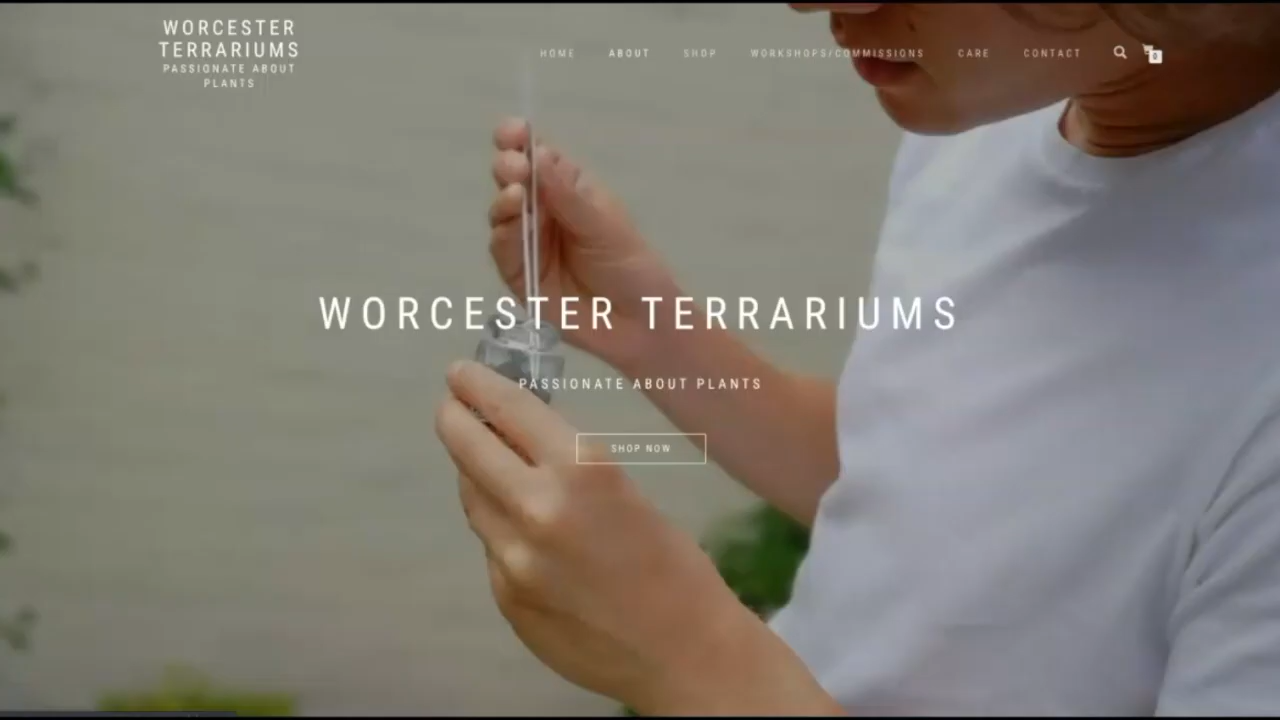 WORCESTER
TERRARIUMS
PASSIONATE ABOUT
PLANTS
HOME ABOUT SHOP WORKSHOPS/COMMISSIONS CARE CONTACT 0
WORCESTER TERRARIUMS
PASSIONATE ABOUT PLANTS
SHOP NOW